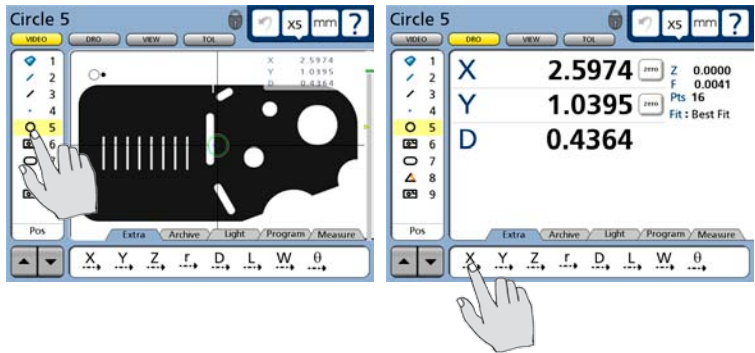 Circle 5
x5 mm ?
VIDEO DRO VIEW TOL
1
2
3
4
5
6
7
9
X 2.5974
Y 1.0395
D 0.4364
Pos
Extra Archive Light Program Measure
X Y Z r D L W θ
Circle 5
x5 mm ?
VIDEO DRO VIEW TOL
1
2
3
4
5
6
7
8
9
X 2.5974 zero
Y 1.0395 zero
D 0.4364
Z 0.0000
F 0.0041
Pts 16
Fit : Best Fit
Pos
Extra Archive Light Program Measure
X Y Z r D L W θ